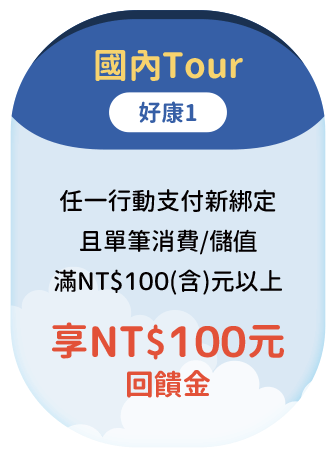 國內Tour
好康1
任一行動支付新綁定
且單筆消費/儲值
滿NT$100(含)元以上
享NT$100元
回饋金